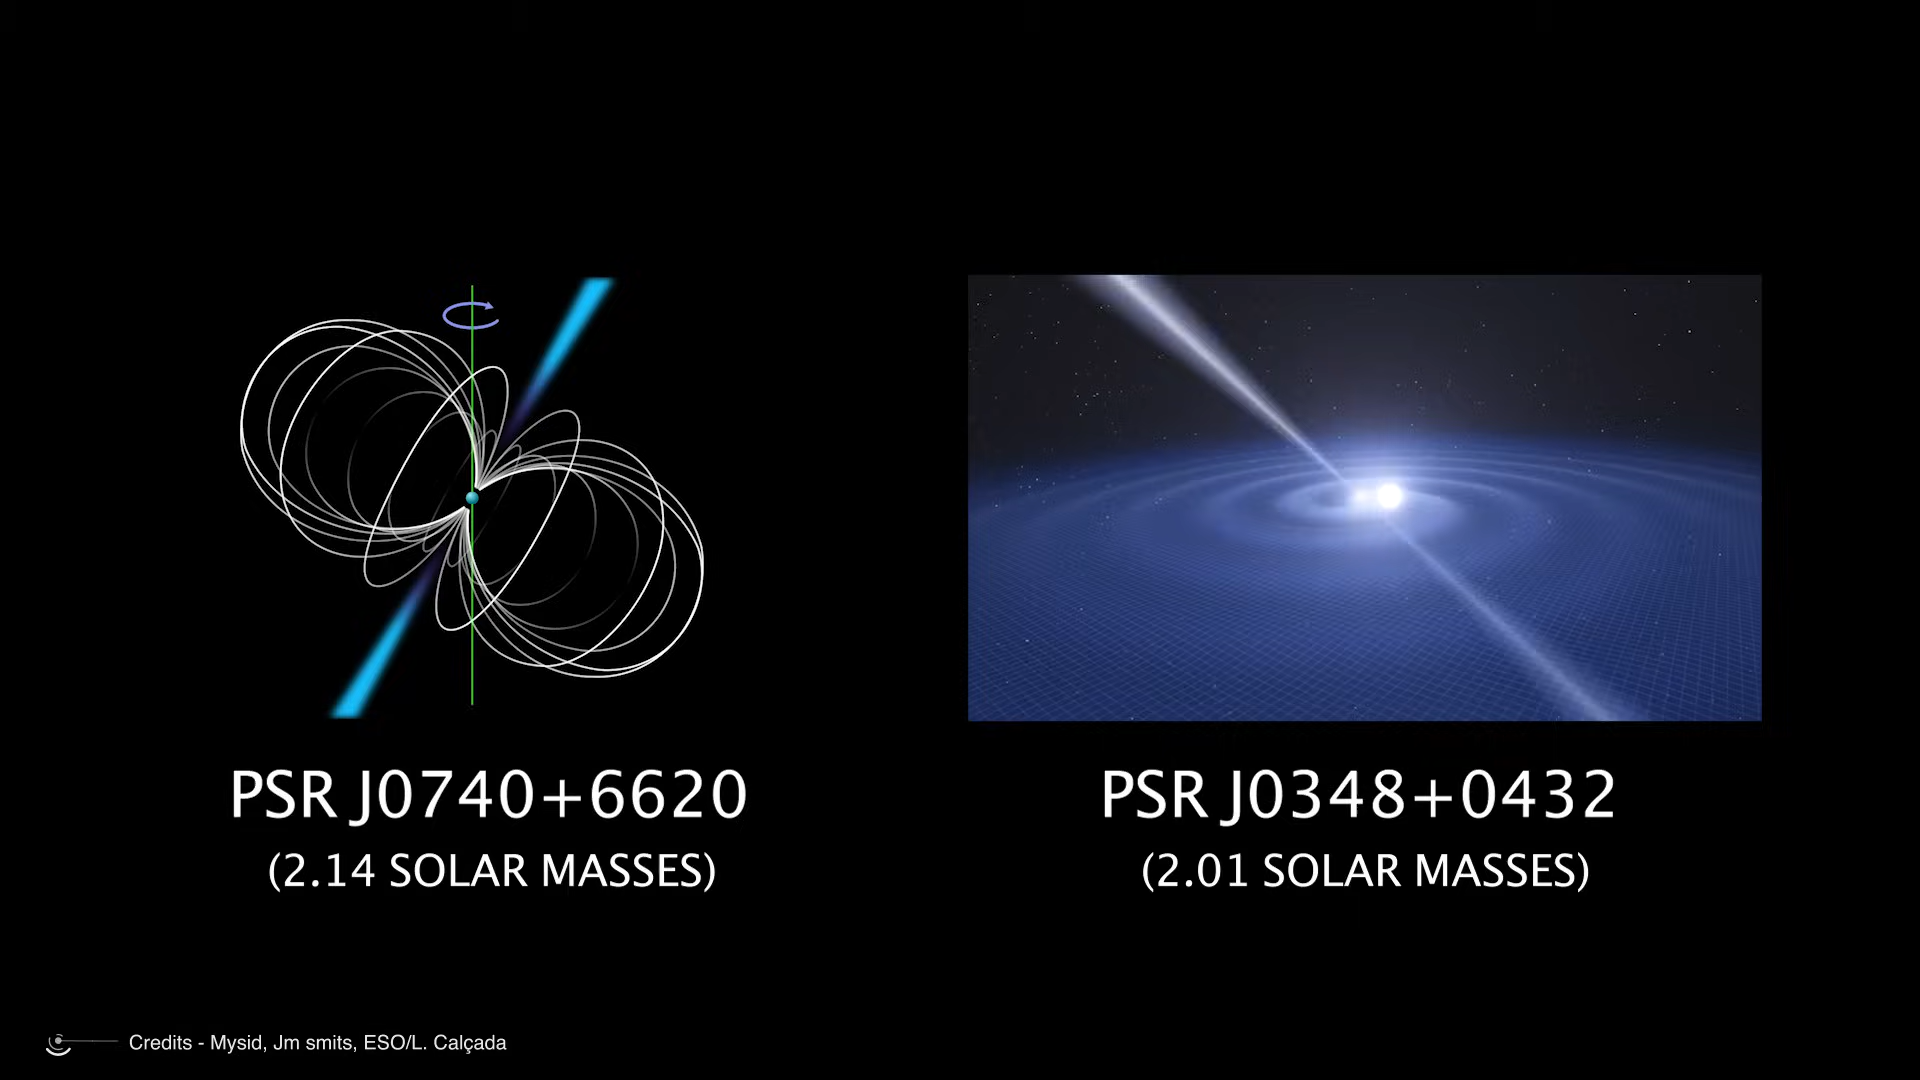 PSR J0740+6620
(2.14 SOLAR MASSES)
PSR J0348+0432
(2.01 SOLAR MASSES)
Credits - Mysid, Jm smits, ESO/L. Calçada